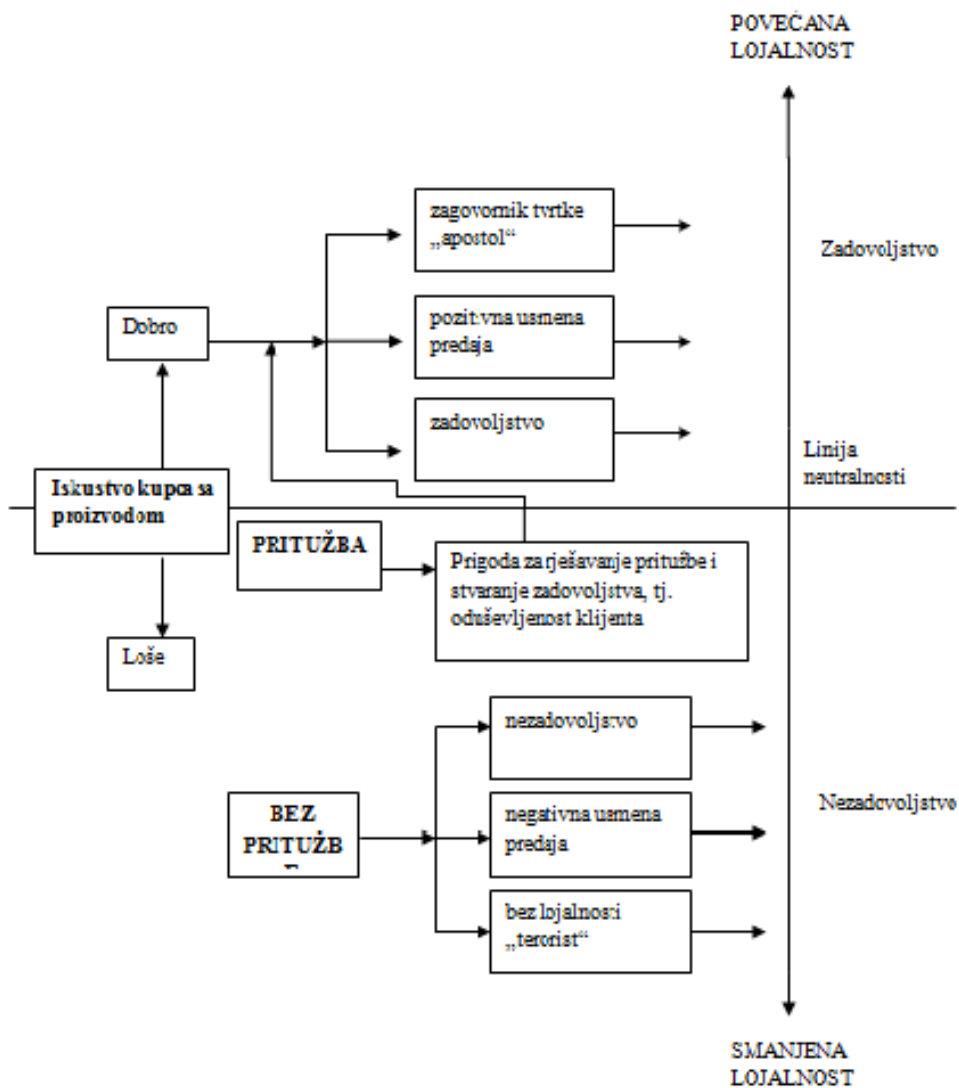 POVEĆANA
LOJALNOST
zagovornik tvrtke
„apostol“
Zadovoljstvo
Dobro
pozitivna usmena
predaja
zadovoljstvo
Linija
neutralnosti
Iskustvo kupca sa
proizvodom
PRITUŽBA
Prigoda za rješavanje pritužbe i
stvaranje zadovoljstva, tj.
oduševljenost klijenta
Loše
nezadovoljstvo
Nezadovoljstvo
BEZ
PRITUŽB
negativna usmena
predaja
bez lojalnosti
„terorist“
SMANJENA
LOJALNOST